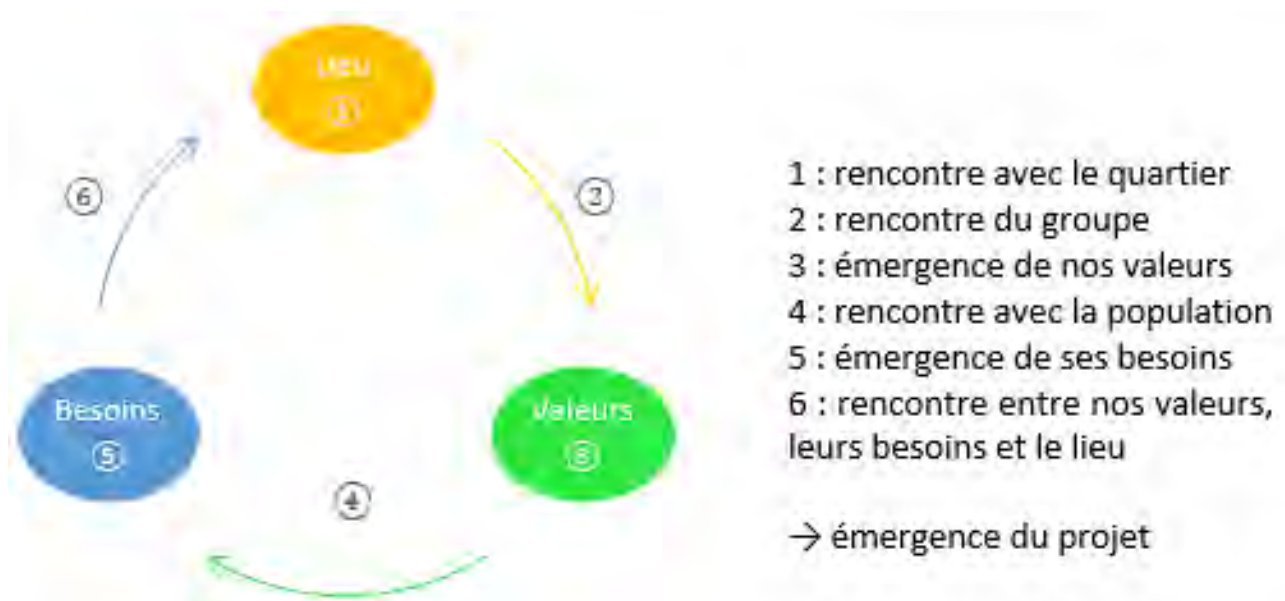 Lieu
①
⑥
②
Besoins
⑤
Valeurs
③
④
1 : rencontre avec le quartier
2 : rencontre du groupe
3 : émergence de nos valeurs
4 : rencontre avec la population
5 : émergence de ses besoins
6 : rencontre entre nos valeurs,
leurs besoins et le lieu
→ émergence du projet